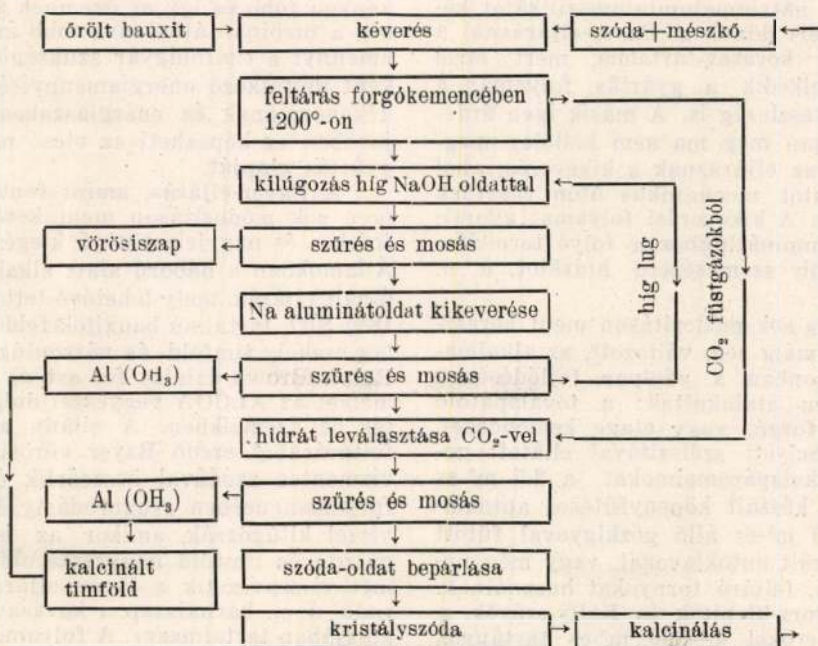 őrölt bauxit
keverés
szóda+mészkő
feltárás forgókemencében
1200°-on
kilúgozás híg NaOH oldattal
vörösiszap
szűrés és mosás
híg lúg
CO₂ füstgázokból
Na aluminátoldat kikeverése
Al (OH₃)
szűrés és mosás
hidrát leválasztása CO₂-vel
Al (OH₃)
szűrés és mosás
kalcinált
timföld
szóda-oldat bepárlása
kristályszóda
kalcinálás